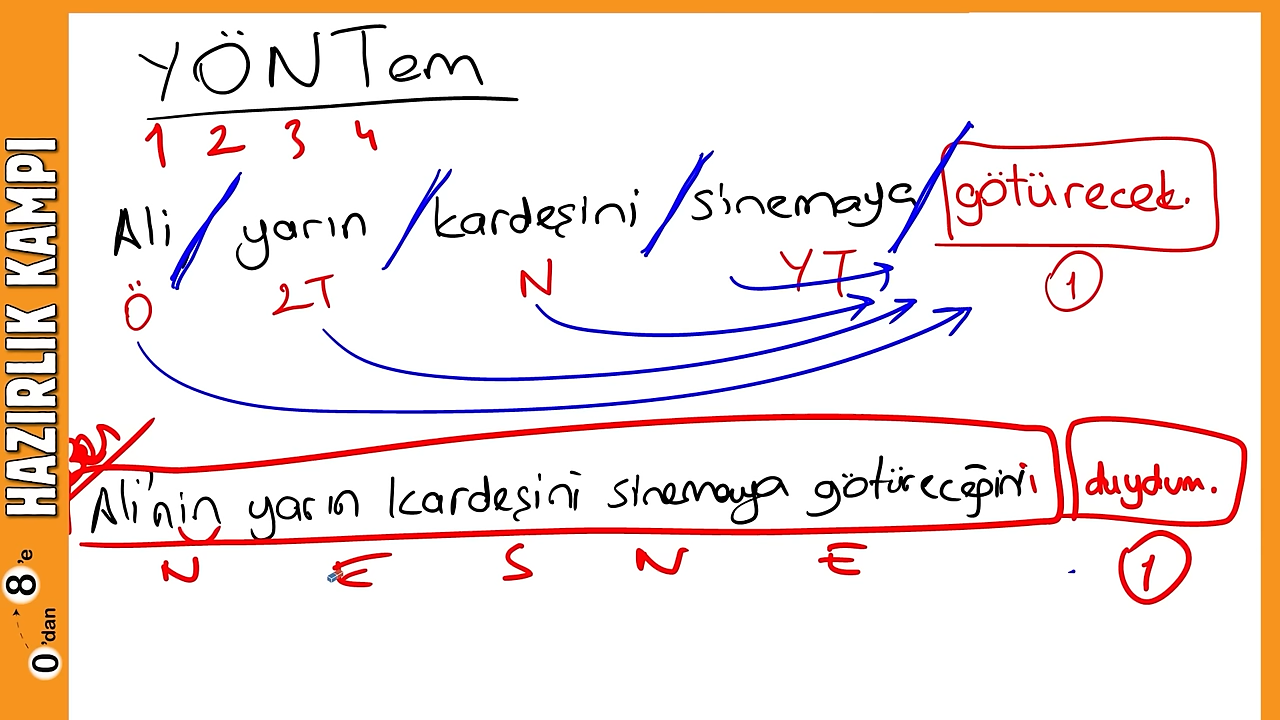 HAZIRLIK KAMPI
0'dan 8'e
YÖNTem
1 2 3 4
Ali / yarın / kardeşini / sinemaya / götürecek.
Ö ZT N YT 1
Ali'nin yarın kardeşini sinemaya götüreceğini duydum.
N E S N E 1